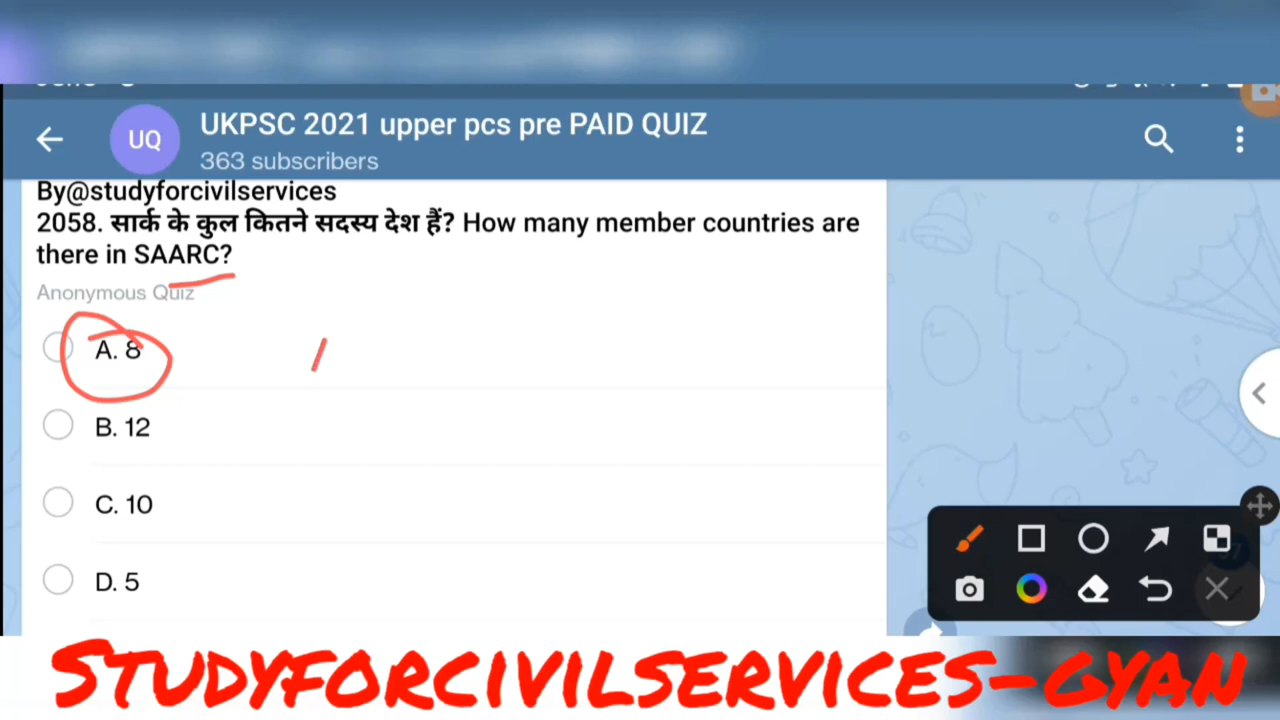 UQ
UKPSC 2021 upper pcs pre PAID QUIZ
363 subscribers
By@studyforcivilservices
2058. सार्क के कुल कितने सदस्य देश हैं? How many member countries are
there in SAARC?
Anonymous Quiz
A. 8
B. 12
C. 10
D. 5
STUDYFORCIVILSERVICES-GYAN